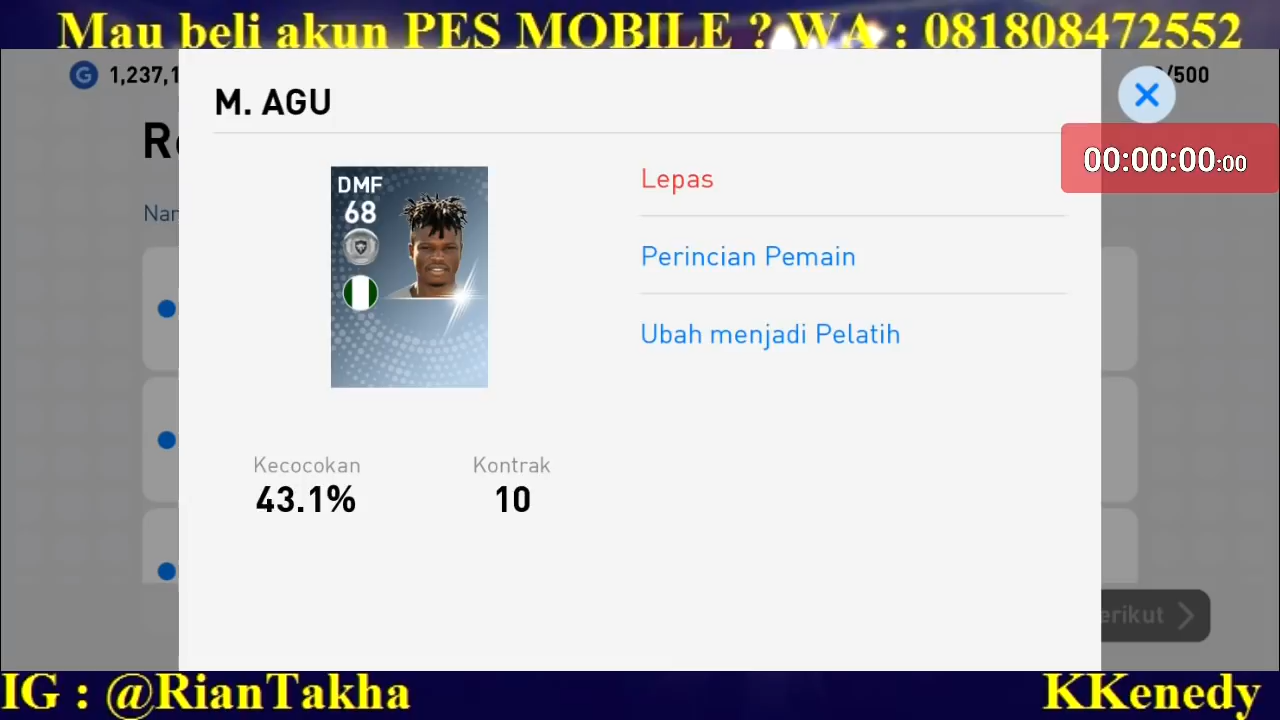 Mau beli akun PES MOBILE ? WA : 081808472552
G 1,237,1
/500
M. AGU
00:00:00:00
DMF
68
Lepas
Nar
Perincian Pemain
Ubah menjadi Pelatih
Kecocokan
Kontrak
43.1%
10
erikut
IG : @RianTakha
KKenedy